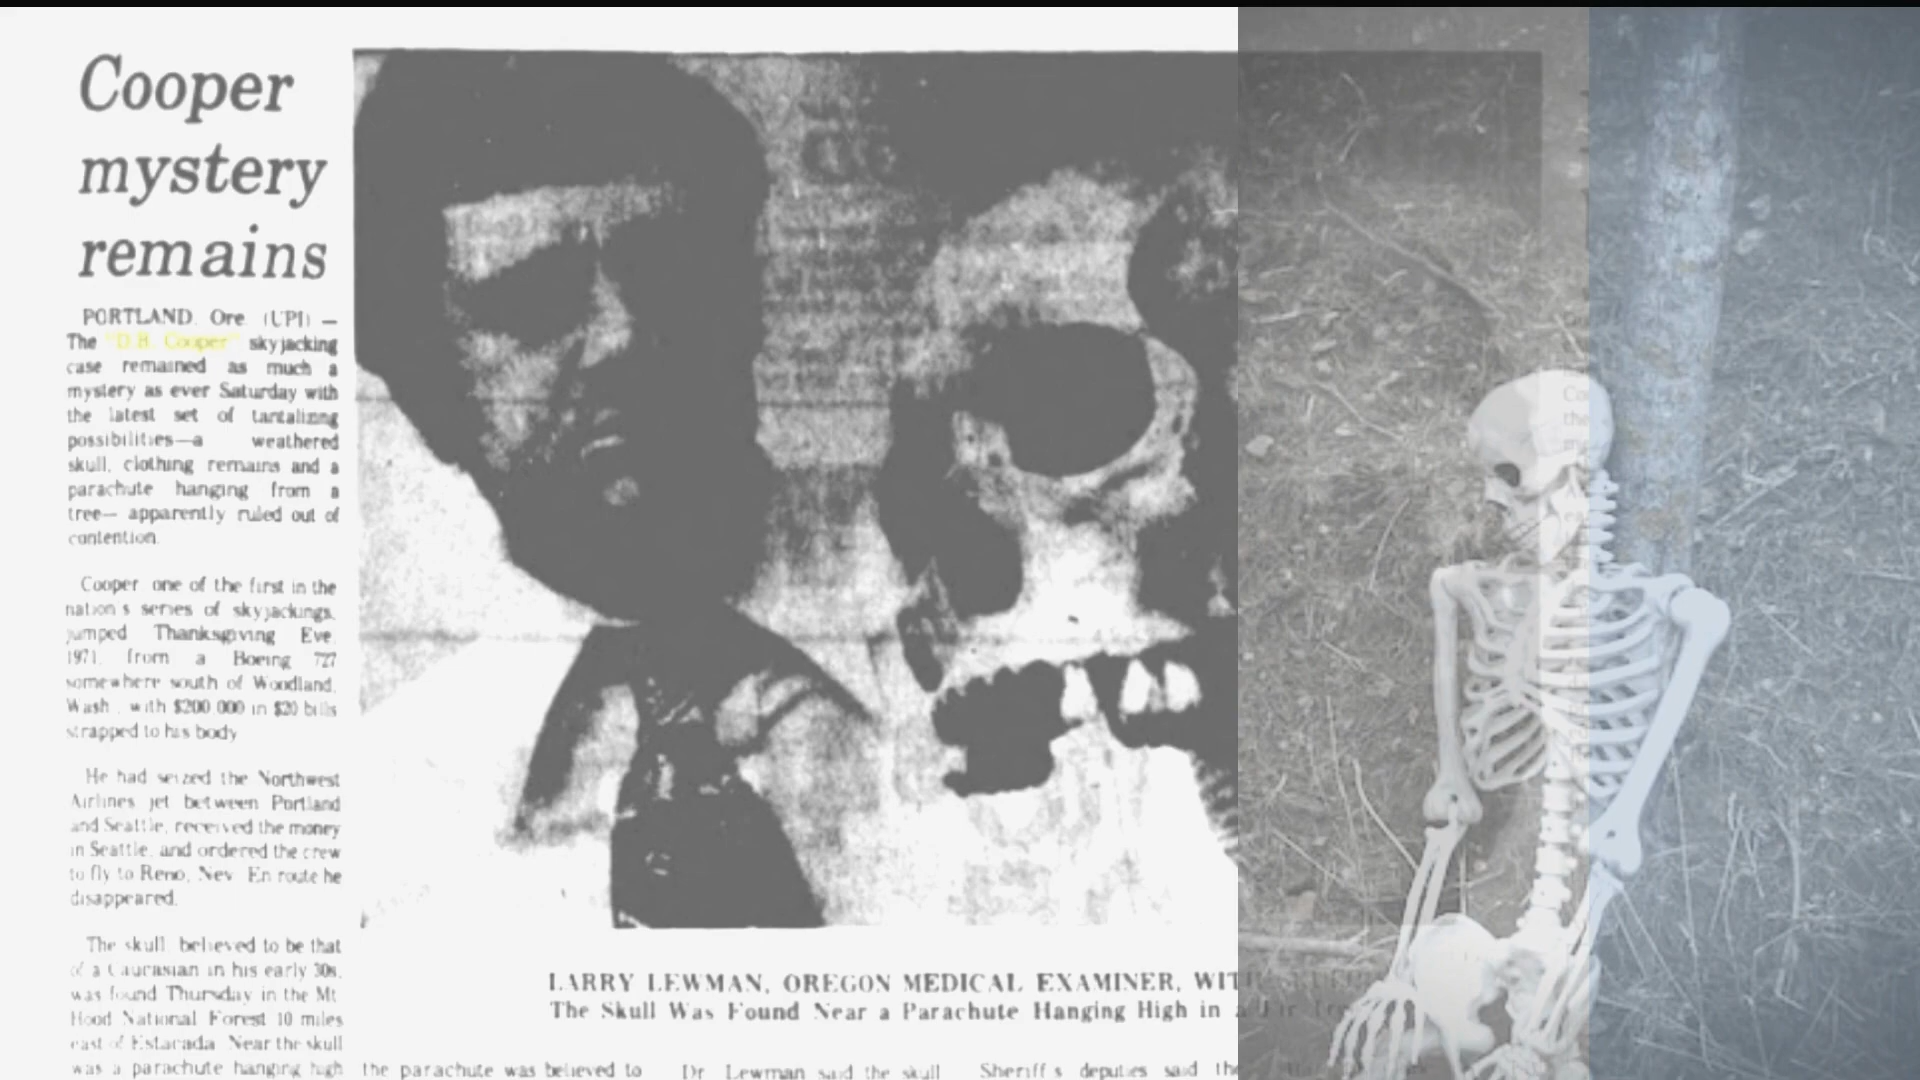 Cooper
mystery
remains
PORTLAND, Ore. (UPI) —
The "D.B. Cooper" skyjacking
case remained as much a
mystery as ever Saturday with
the latest set of tantalizing
possibilities—a weathered
skull, clothing remains and a
parachute hanging from a
tree— apparently ruled out of
contention.
Cooper, one of the first in the
nation's series of skyjackings,
jumped Thanksgiving Eve,
1971, from a Boeing 727
somewhere south of Woodland,
Wash., with $200,000 in $20 bills
strapped to his body.
He had seized the Northwest
Airlines jet between Portland
and Seattle, received the money
in Seattle, and ordered the crew
to fly to Reno, Nev. En route he
disappeared.
The skull, believed to be that
of a Caucasian in his early 30s,
was found Thursday in the Mt.
Hood National Forest 10 miles
east of Estacada. Near the skull
was a parachute hanging high
LARRY LEWMAN, OREGON MEDICAL EXAMINER, WITH
The Skull Was Found Near a Parachute Hanging High in a Fir Tree
the parachute was believed to
Dr. Lewman said the skull
Sheriff's deputies said the